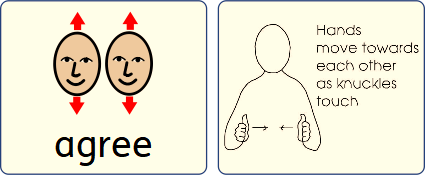 agree
Hands
move towards
each other
as knuckles
touch